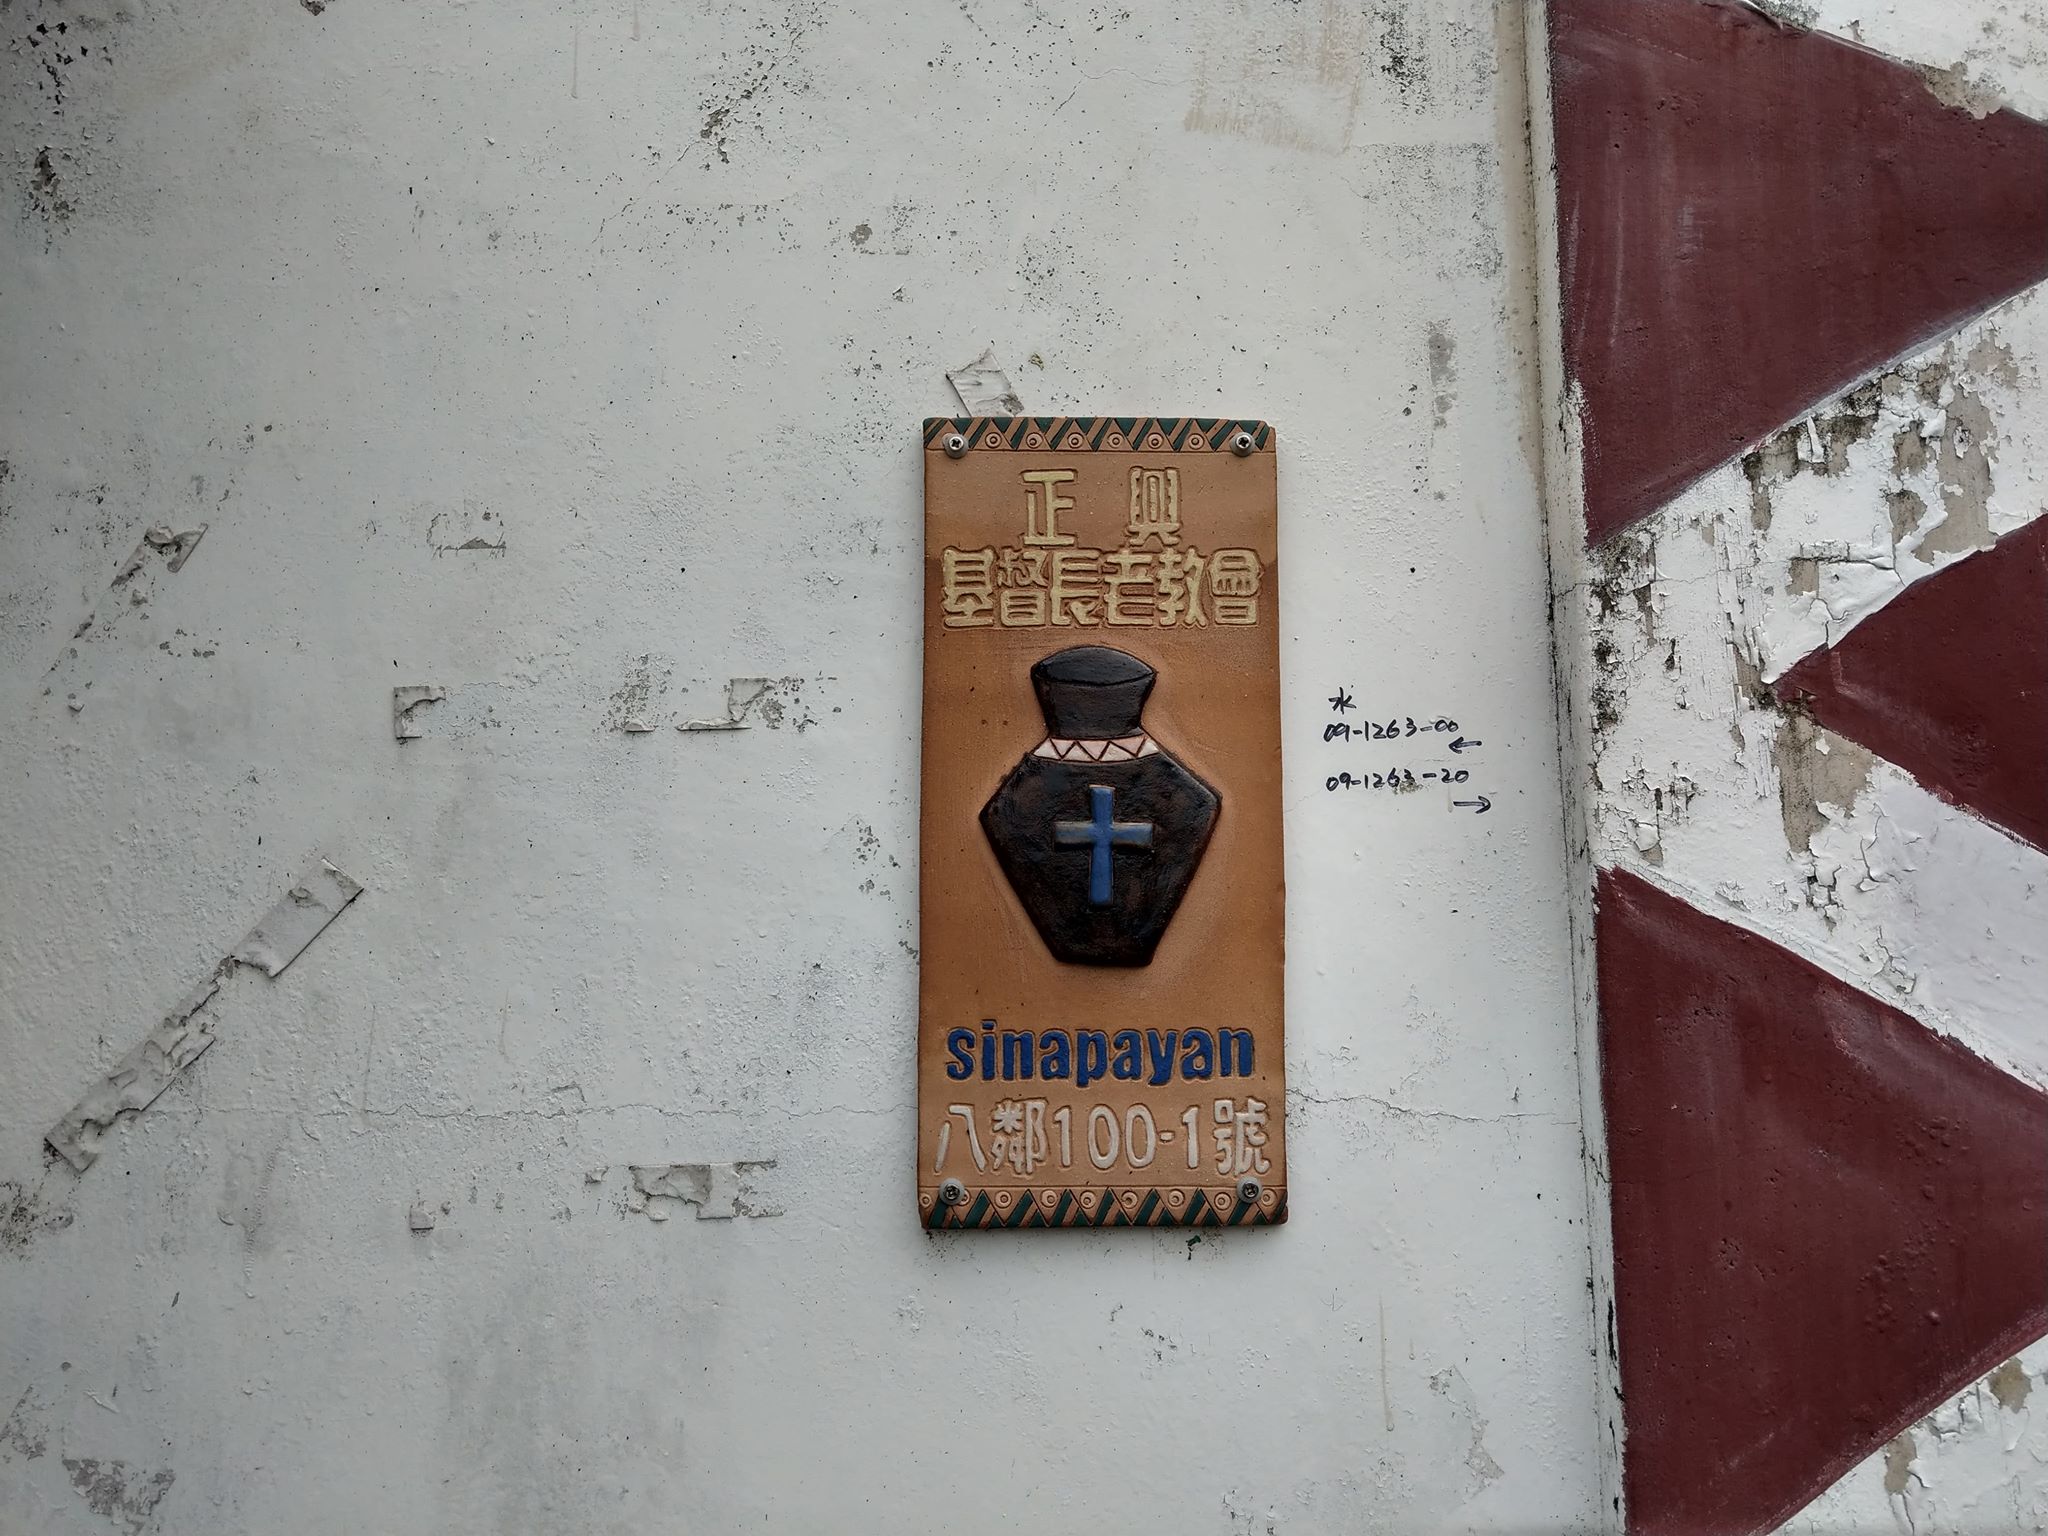 正興
基督長老教會
sinapayan
八鄰100-1號
水
09-1263-00
←
09-1263-20
→